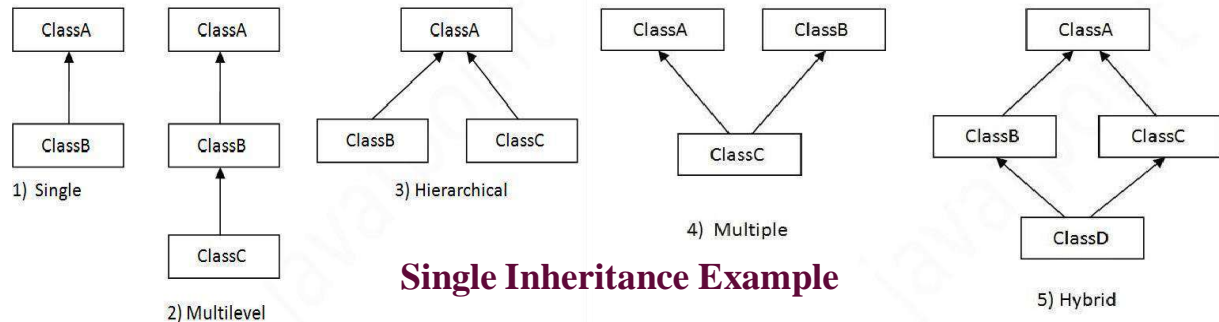 ClassA
ClassB
1) Single
ClassA
ClassB
ClassC
2) Multilevel
ClassA
ClassB
ClassC
3) Hierarchical
ClassA
ClassB
ClassC
4) Multiple
ClassA
ClassB
ClassC
ClassD
5) Hybrid
Single Inheritance Example